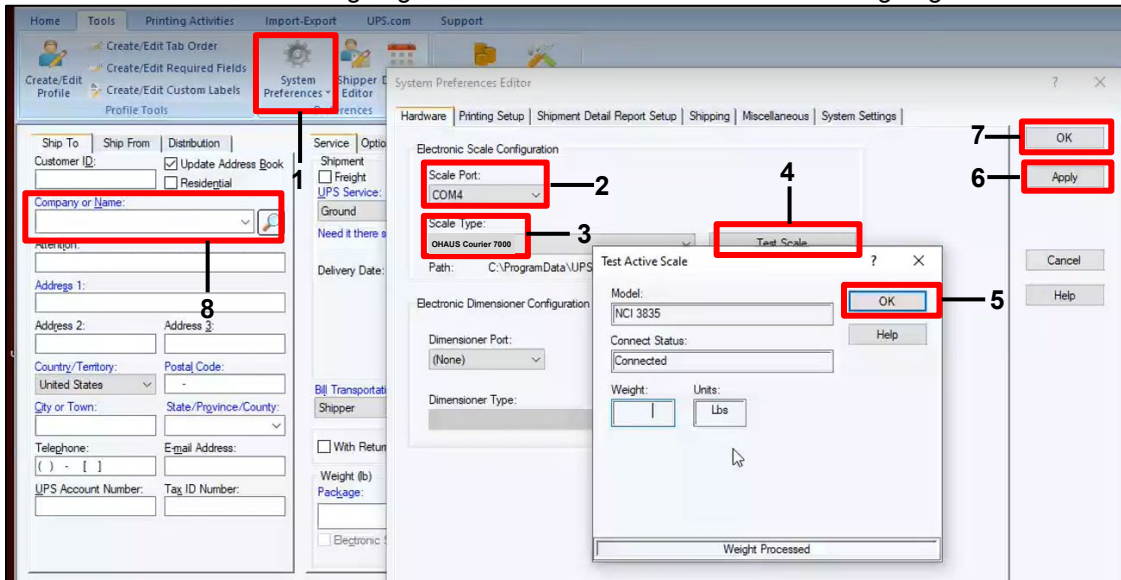 Home Tools Printing Activities Import-Export UPS.com Support
Create/Edit Profile
Create/Edit Tab Order
Create/Edit Required Fields
Create/Edit Custom Labels
Profile Tools
System Preferences
Shipper Editor
1
Ship To Ship From Distribution
Customer ID:
Update Address Book
Residential
Company or Name:
8
Address 1:
Address 2: Address 3:
Country/Territory: Postal Code:
United States -
City or Town: State/Province/County:
Telephone: E-mail Address:
( ) - [ ]
UPS Account Number: Tax ID Number:
Service
Shipment
Freight
UPS Service:
Ground
Need it there
Delivery Date:
Shipper
With
Weight (lb)
Package:
System Preferences Editor ? ×
Hardware Printing Setup Shipment Detail Report Setup Shipping Miscellaneous System Settings
Electronic Scale Configuration
Scale Port:
COM4
2
Scale Type:
OHAUS Courier 7000
3
4
Test Scale
Path: C:\ProgramData\UPS
Electronic Dimensioner Configuration
Dimensioner Port:
(None)
Dimensioner Type:
Test Active Scale ? ×
Model:
NCI 3835
Connect Status:
Connected
Weight: Units:
Lbs
OK
5
Help
Weight Processed
7
OK
6
Apply
Cancel
Help